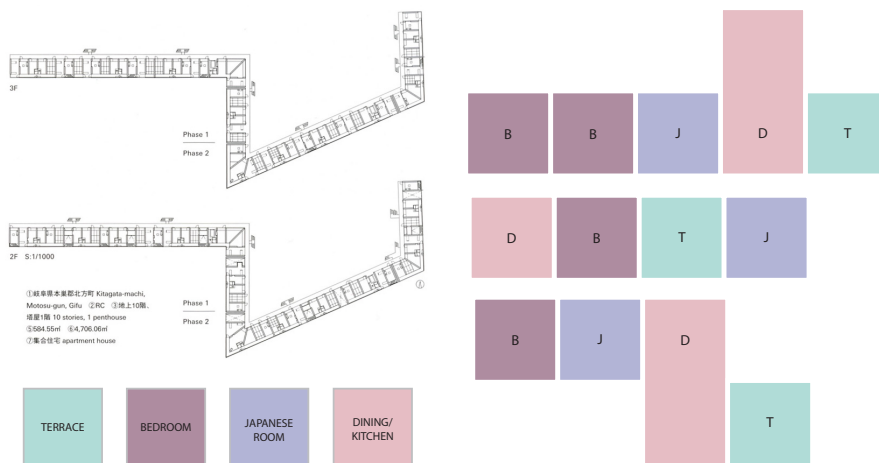 3F
Phase 1
Phase 2
2F S:1/1000
①岐阜県本巣郡北方町 Kitagata-machi,
Motosu-gun, Gifu ②RC ③地上10階、
塔屋1階 10 stories, 1 penthouse
⑤584.55㎡ ⑥4,706.06㎡
⑦集合住宅 apartment house
Phase 1
Phase 2
TERRACE
BEDROOM
JAPANESE
ROOM
DINING/
KITCHEN
B B J D T
D B T J
B J D
T